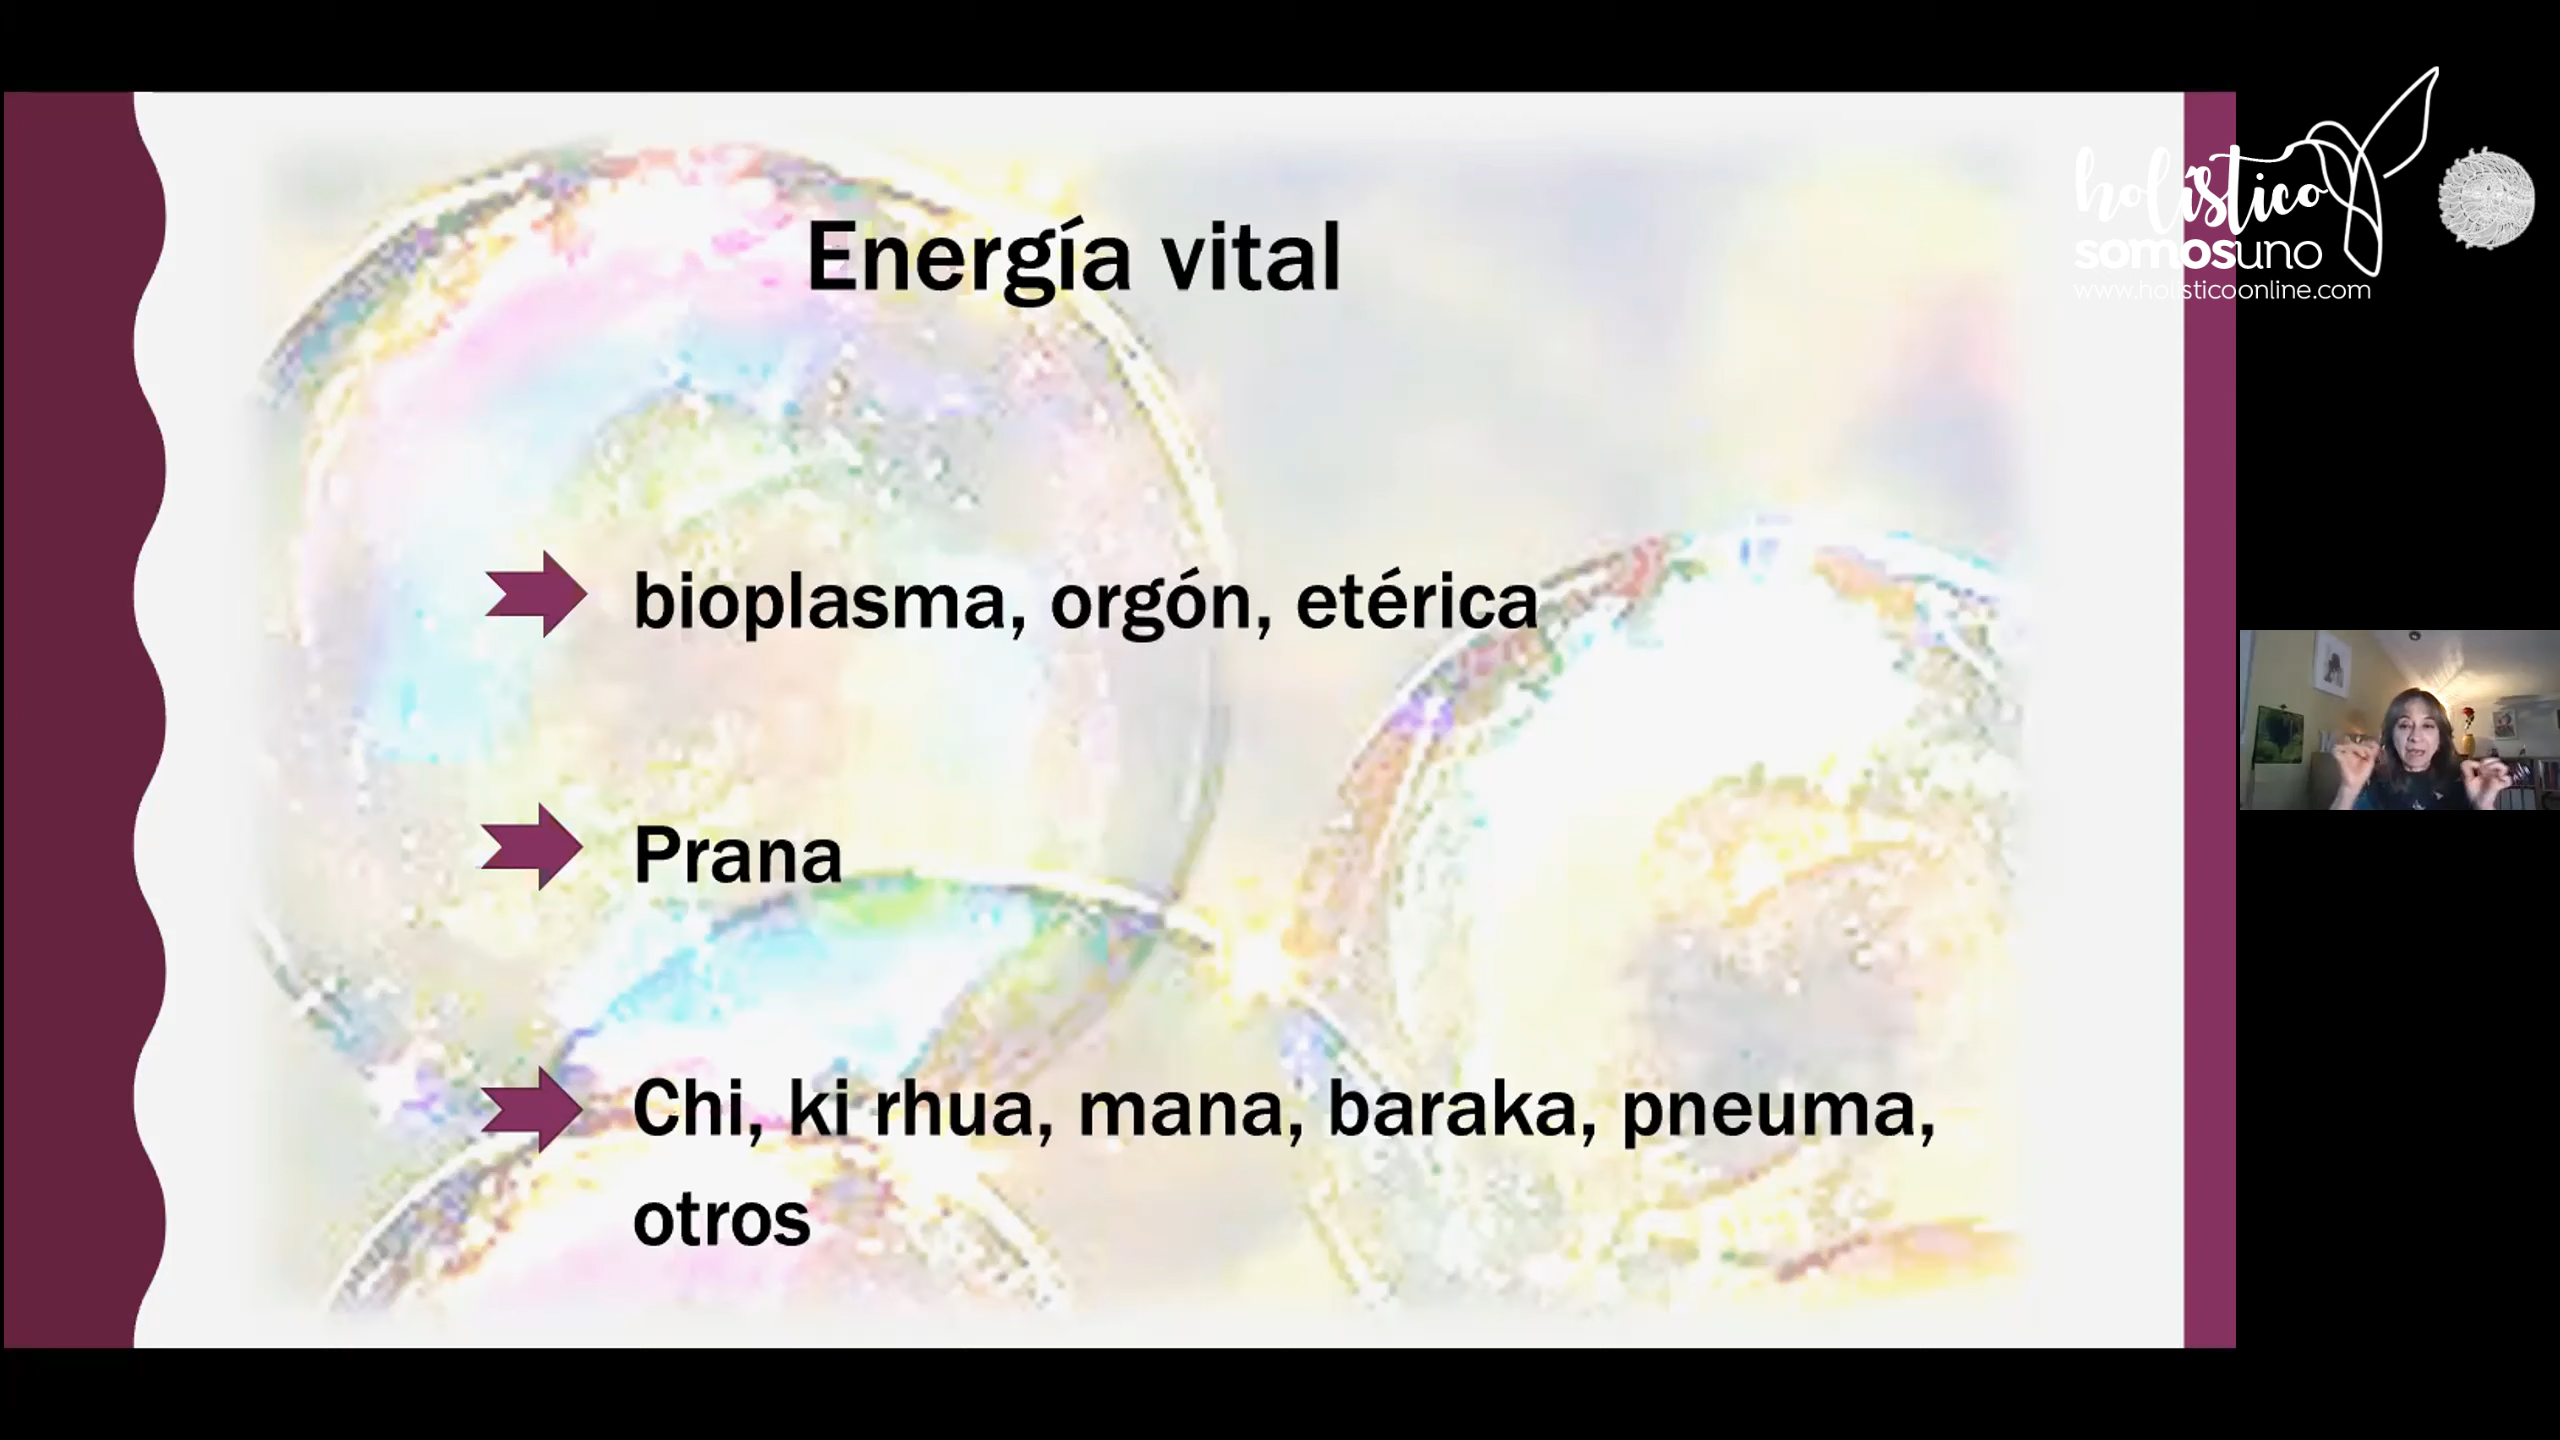 Energía vital
bioplasma, orgón, etérica
Prana
Chi, ki rhua, mana, baraka, pneuma,
otros
holístico
somosuno
www.holisticoonline.com